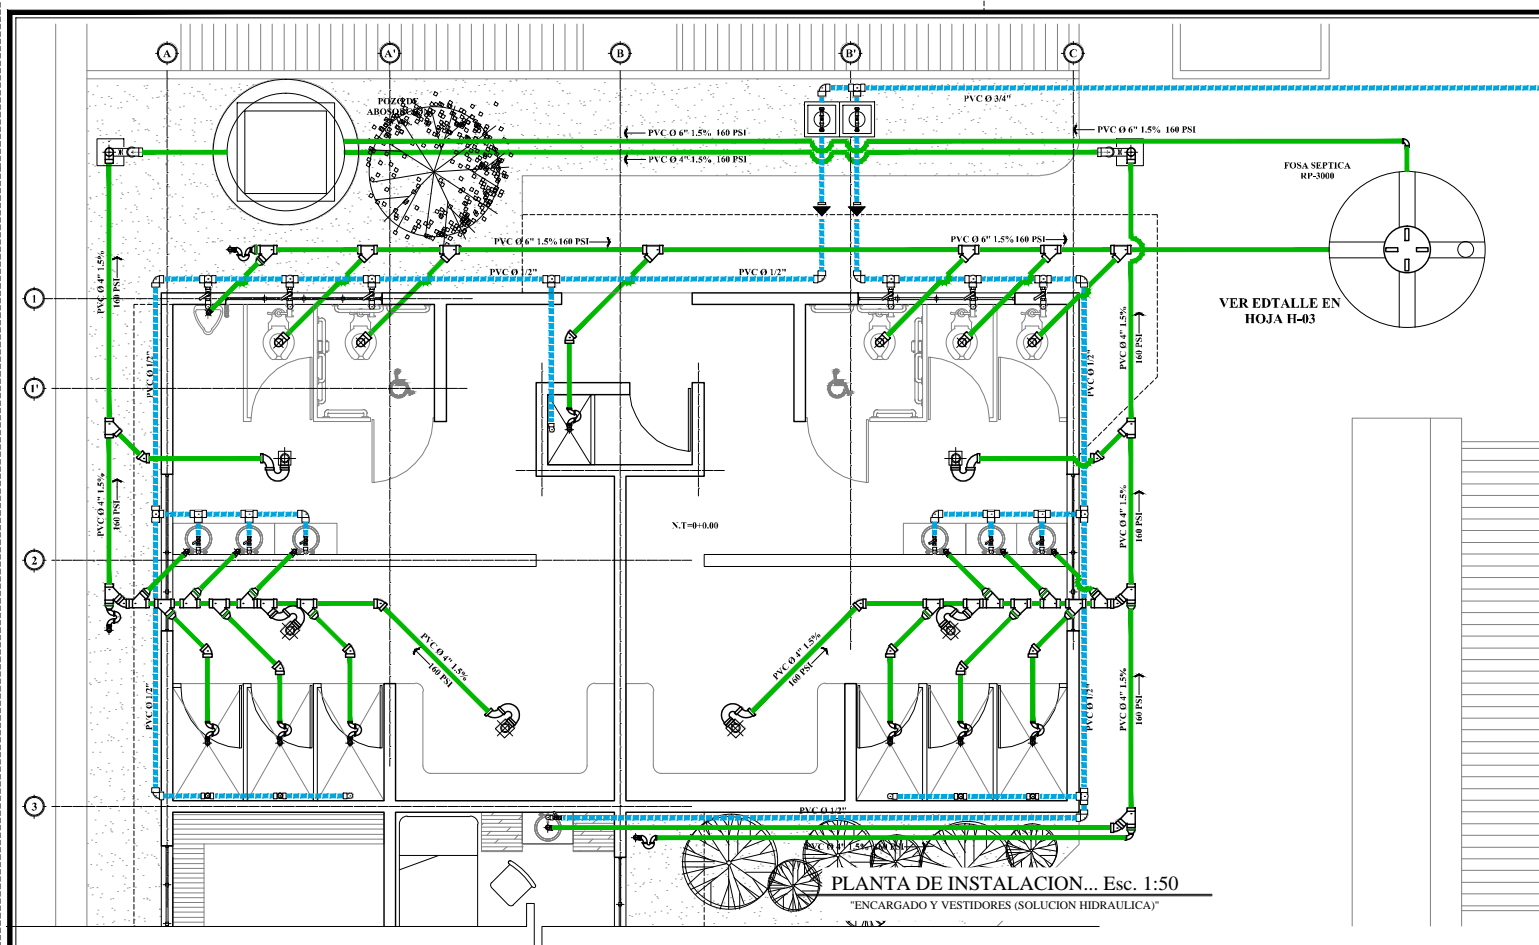 A
A'
B
B'
C
POZO DE
ABOSORCION
PVC Ø 3/4"
PVC Ø 6" 1.5% 160 PSI
PVC Ø 6" 1.5% 160 PSI
PVC Ø 4" 1.5% 160 PSI
FOSA SEPTICA
RP-3000
PVC Ø 6" 1.5% 160 PSI
PVC Ø 6" 1.5% 160 PSI
PVC Ø 1/2"
PVC Ø 1/2"
PVC Ø 4" 1.5%
160 PSI
1
VER EDTALLE EN
HOJA H-03
PVC Ø 1/2"
PVC Ø 1/2"
PVC Ø 4" 1.5%
160 PSI
1'
PVC Ø 4" 1.5%
160 PSI
N.T=0+0.00
PVC Ø 4" 1.5%
160 PSI
2
PVC Ø 4" 1.5%
160 PSI
PVC Ø 4" 1.5%
160 PSI
PVC Ø 1/2"
PVC Ø 1/2"
PVC Ø 4" 1.5%
160 PSI
3
PVC Ø 1/2"
PVC Ø 4" 1.5% 160 PSI
PLANTA DE INSTALACION... Esc. 1:50
"ENCARGADO Y VESTIDORES (SOLUCION HIDRAULICA)"